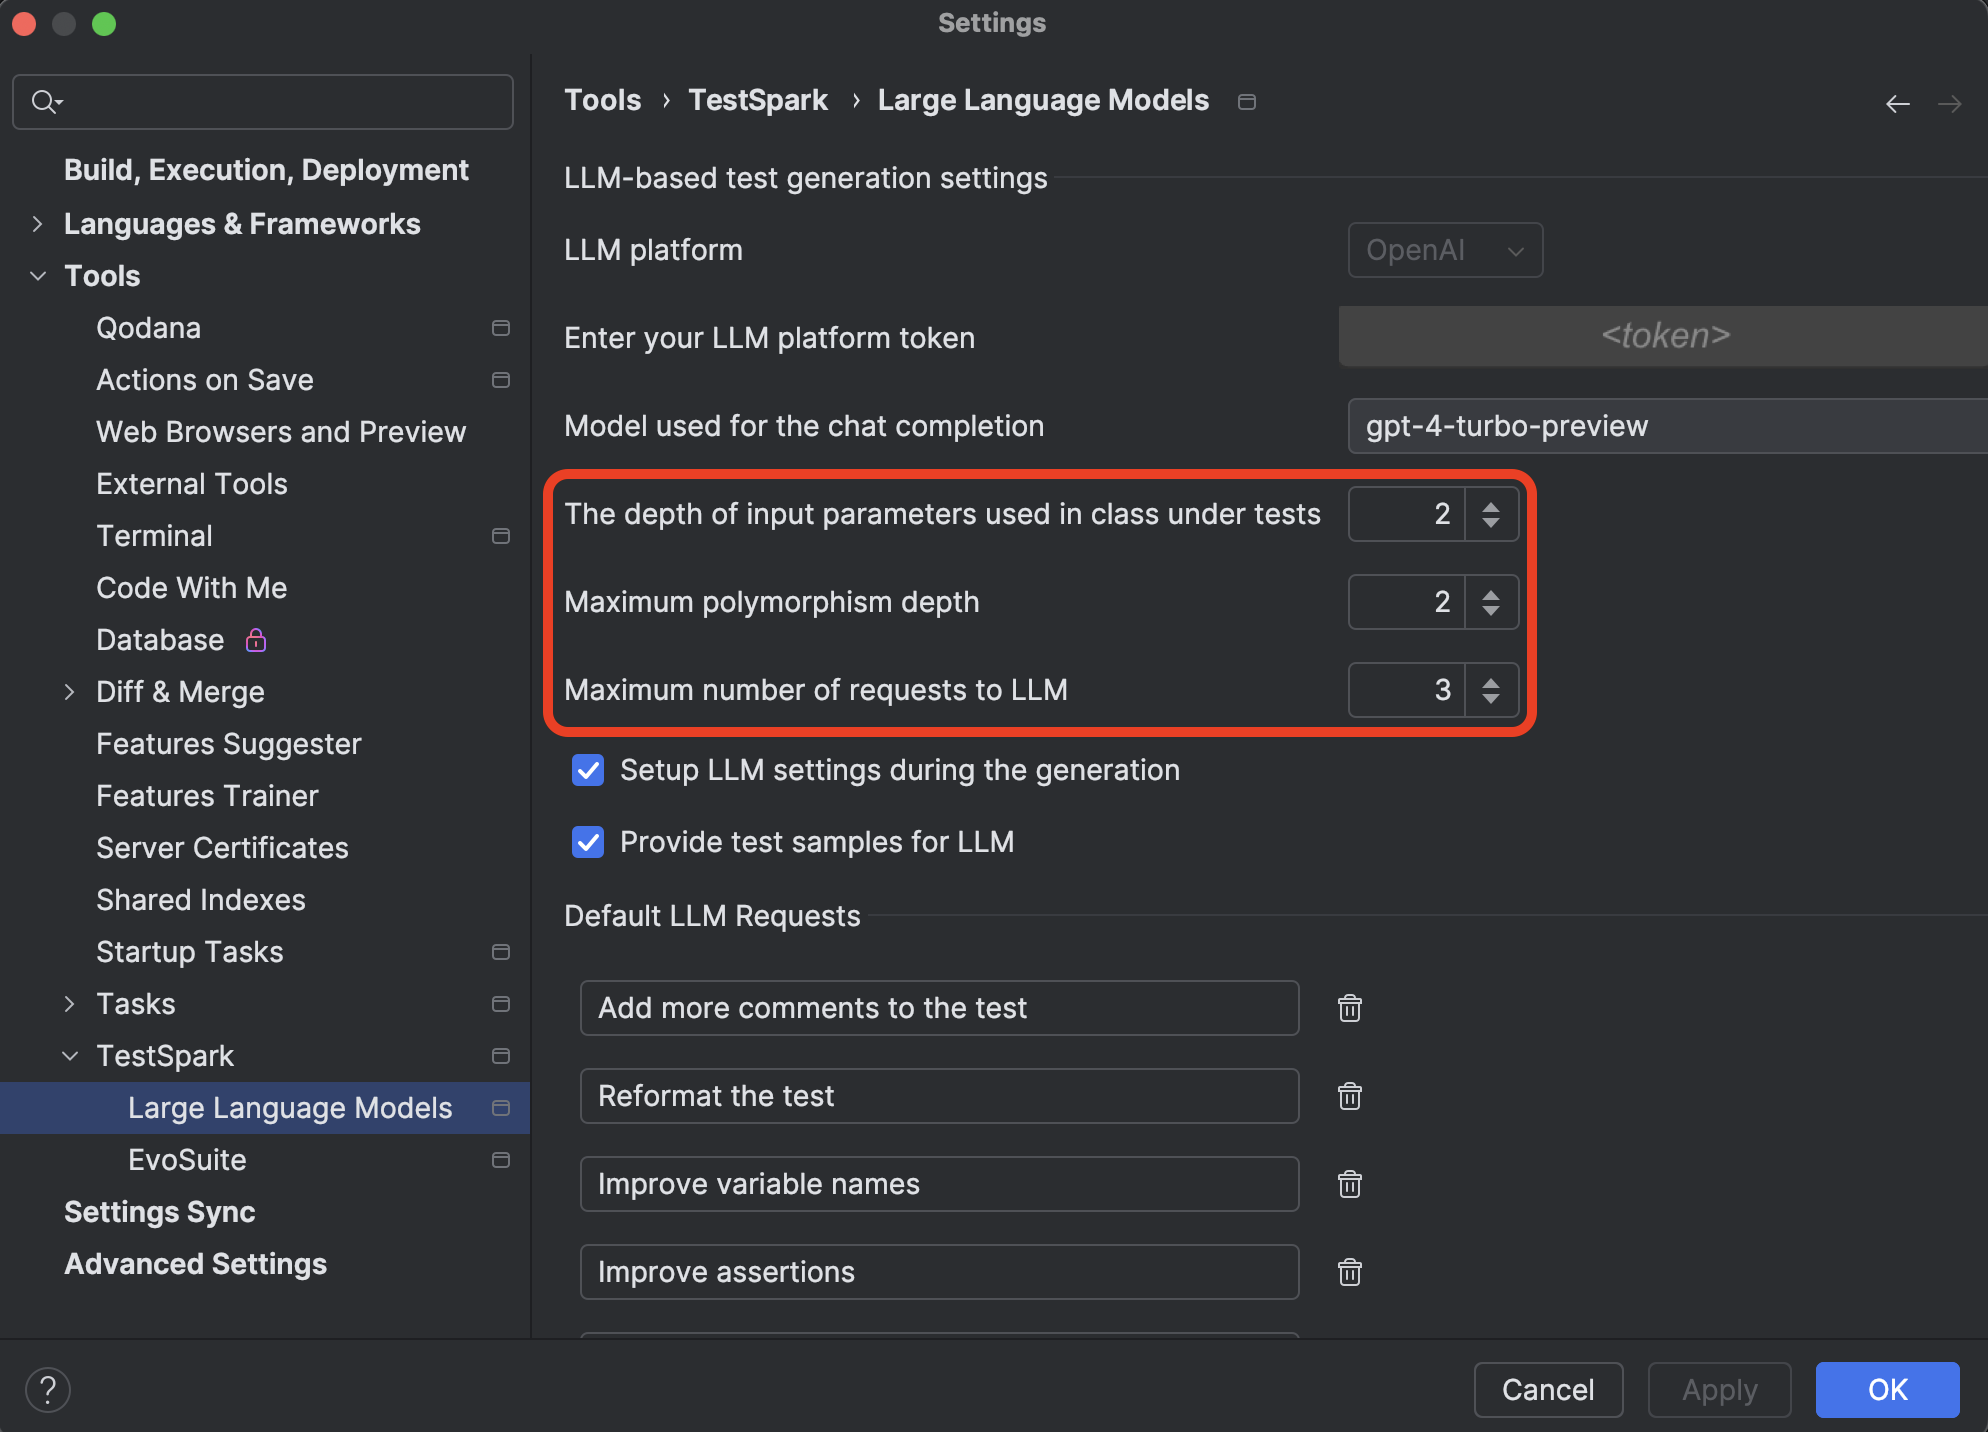 Settings
Build, Execution, Deployment
Languages & Frameworks
Tools
Qodana
Actions on Save
Web Browsers and Preview
External Tools
Terminal
Code With Me
Database
Diff & Merge
Features Suggester
Features Trainer
Server Certificates
Shared Indexes
Startup Tasks
Tasks
TestSpark
Large Language Models
EvoSuite
Settings Sync
Advanced Settings
Tools › TestSpark › Large Language Models
LLM-based test generation settings
LLM platform OpenAI
Enter your LLM platform token <token>
Model used for the chat completion gpt-4-turbo-preview
The depth of input parameters used in class under tests 2
Maximum polymorphism depth 2
Maximum number of requests to LLM 3
Setup LLM settings during the generation
Provide test samples for LLM
Default LLM Requests
Add more comments to the test
Reformat the test
Improve variable names
Improve assertions
? Cancel Apply OK